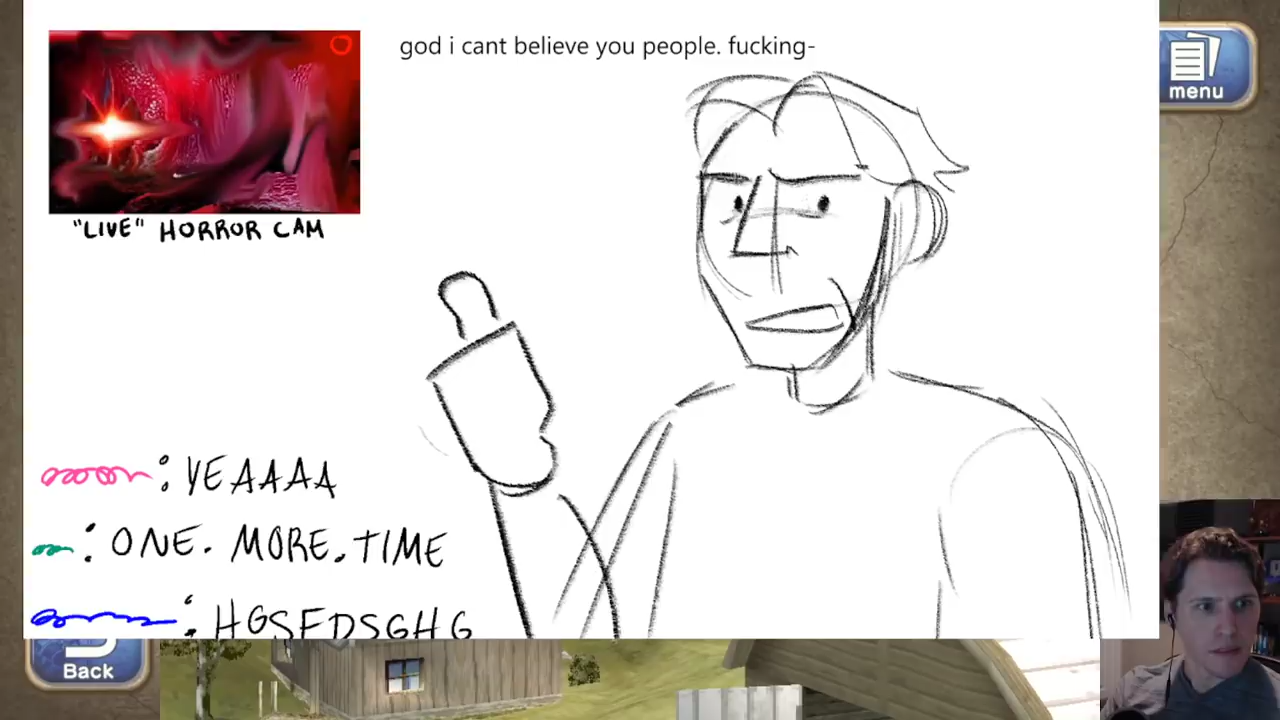 god i cant believe you people. fucking-
menu
"LIVE" HORROR CAM
: YEAAAA
: ONE. MORE. TIME
: HGSFDSGHG
Back